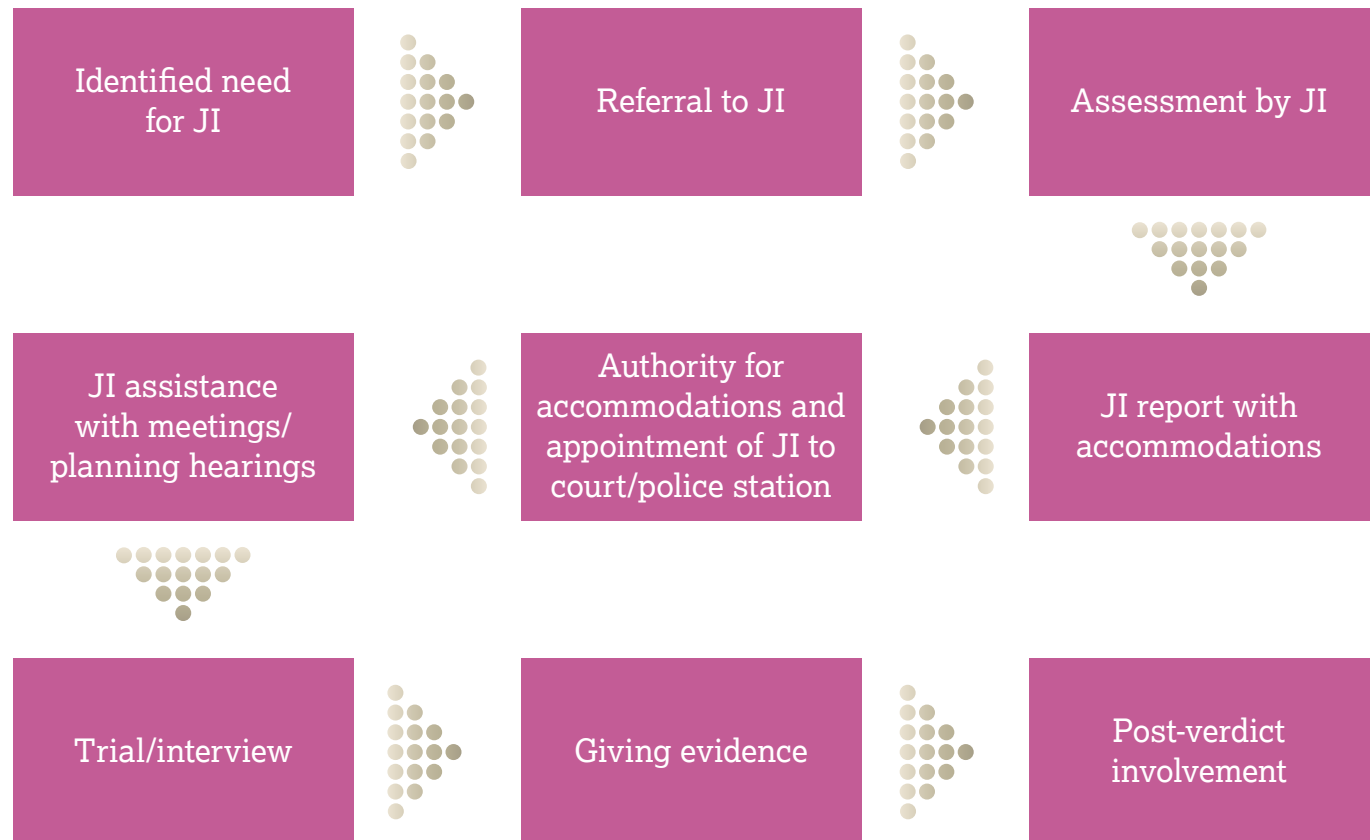 Identified need
for JI
Referral to JI
Assessment by JI
JI report with
accommodations
Authority for
accommodations and
appointment of JI to
court/police station
JI assistance
with meetings/
planning hearings
Trial/interview
Giving evidence
Post-verdict
involvement